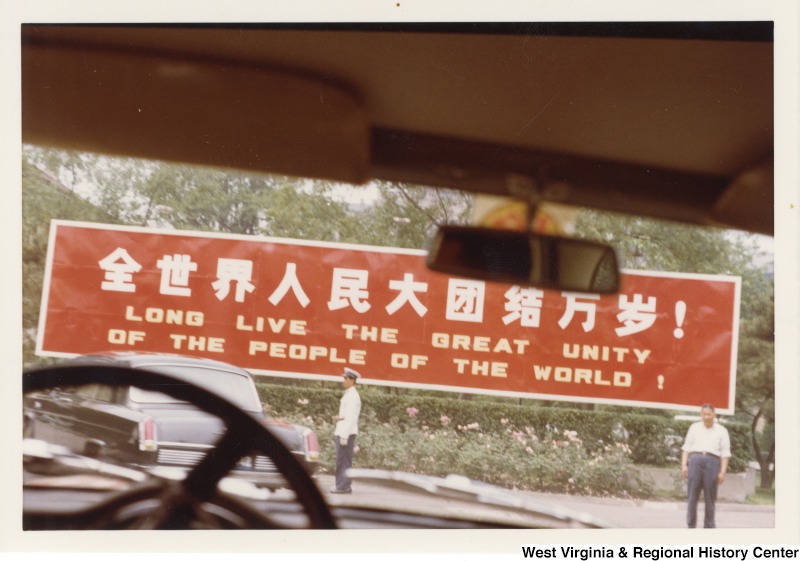 全世界人民大团结万岁！
LONG LIVE THE GREAT UNITY
OF THE PEOPLE OF THE WORLD !
West Virginia & Regional History Center